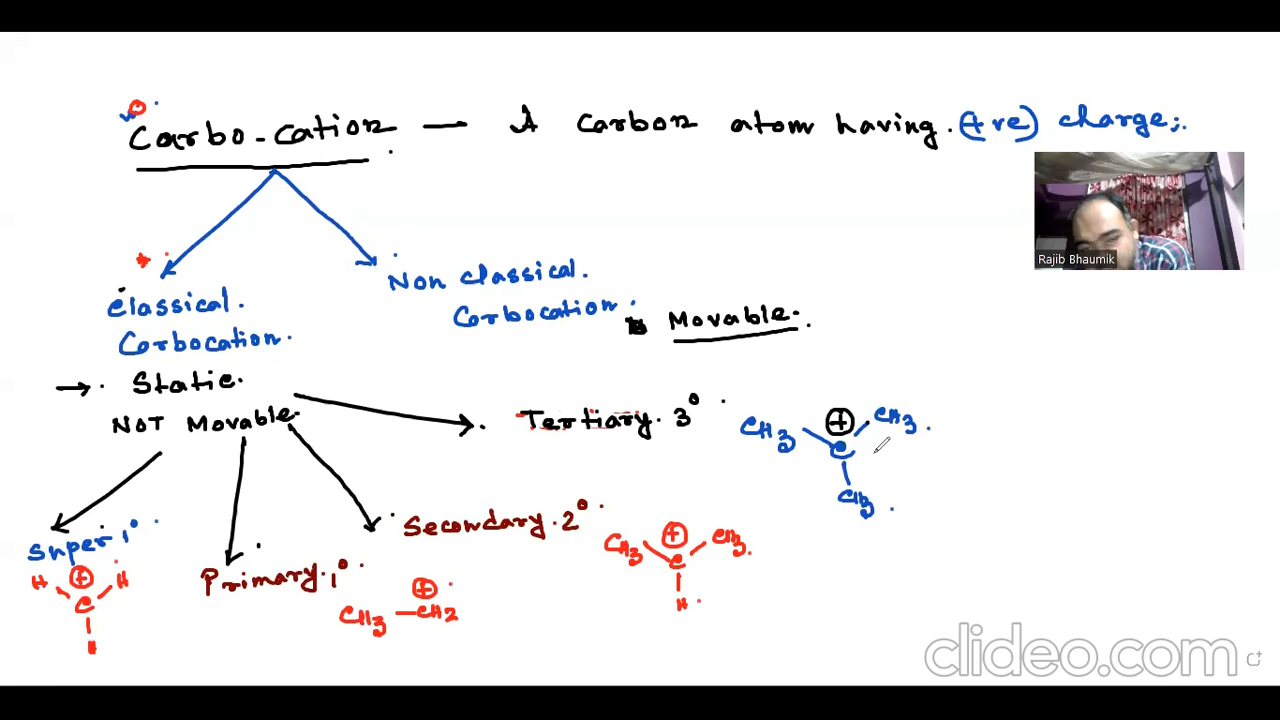 Carbo-cation — A carbon atom having (+ve) charge;
Rajib Bhaumik
Classical
Carbocation
Non classical
Corbocation
Movable
→ Static
NOT Movable
Tertiary 3°
CH3 ⊕ CH3
C
CH3
Super 1°
⊕
H H
C
H
Primary 1°
⊕
CH3 — CH2
Secondary 2°
⊕
CH3 CH3
C
H
clideo.com